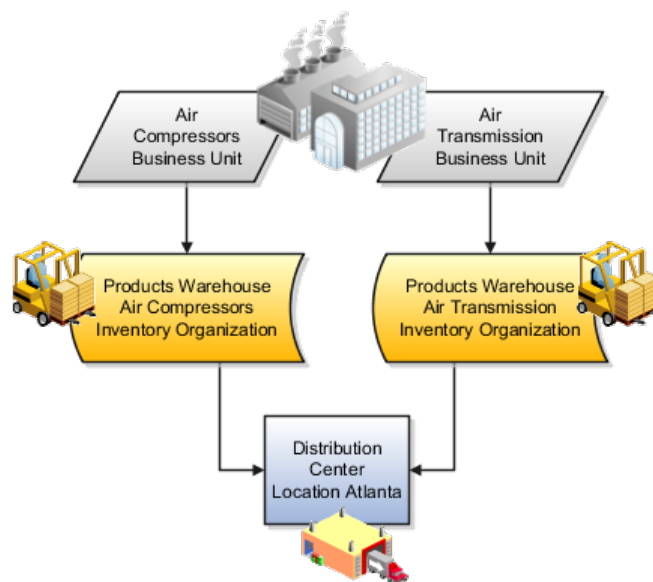 Air
Compressors
Business Unit
Air
Transmission
Business Unit
Products Warehouse
Air Compressors
Inventory Organization
Products Warehouse
Air Transmission
Inventory Organization
Distribution
Center
Location Atlanta